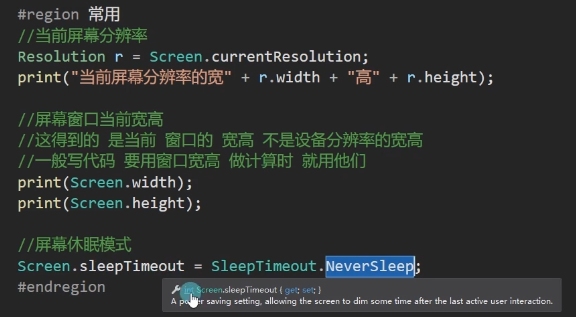 #region 常用
//当前屏幕分辨率
Resolution r = Screen.currentResolution;
print("当前屏幕分辨率的宽" + r.width + "高" + r.height);
//屏幕窗口当前宽高
//这得到的 是当前 窗口的 宽高 不是设备分辨率的宽高
//一般写代码 要用窗口宽高 做计算时 就用他们
print(Screen.width);
print(Screen.height);
//屏幕休眠模式
Screen.sleepTimeout = SleepTimeout.NeverSleep;
#endregion
int Screen.sleepTimeout { get; set; }
A power saving setting, allowing the screen to dim some time after the last active user interaction.